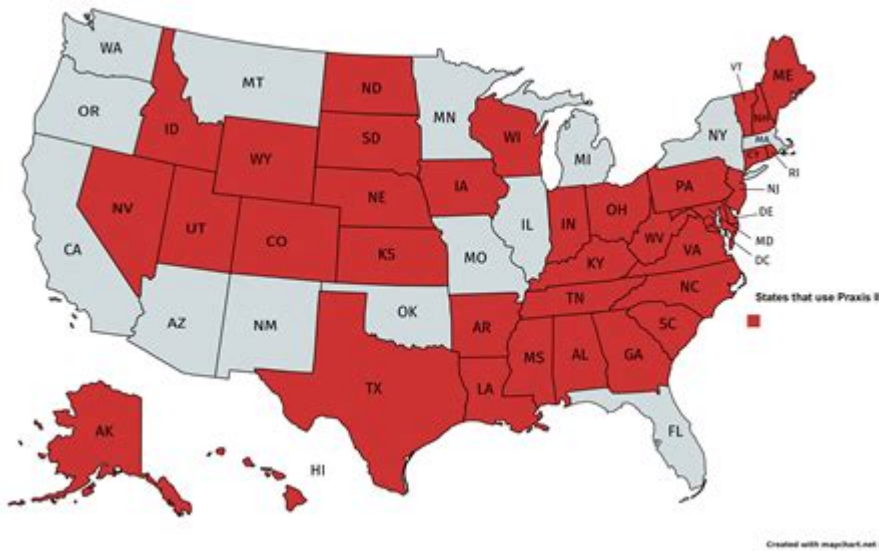 WA
MT
ND
MN
VT
ME
OR
ID
SD
WI
NH
NY
MA
WY
MI
CT
RI
IA
PA
NJ
NE
NV
UT
IL
IN
OH
DE
CO
WV
MD
CA
KS
MO
VA
DC
KY
NC
States that use Praxis II
TN
OK
AZ
NM
AR
SC
MS
AL
GA
TX
LA
AK
FL
HI
Created with mapchart.net